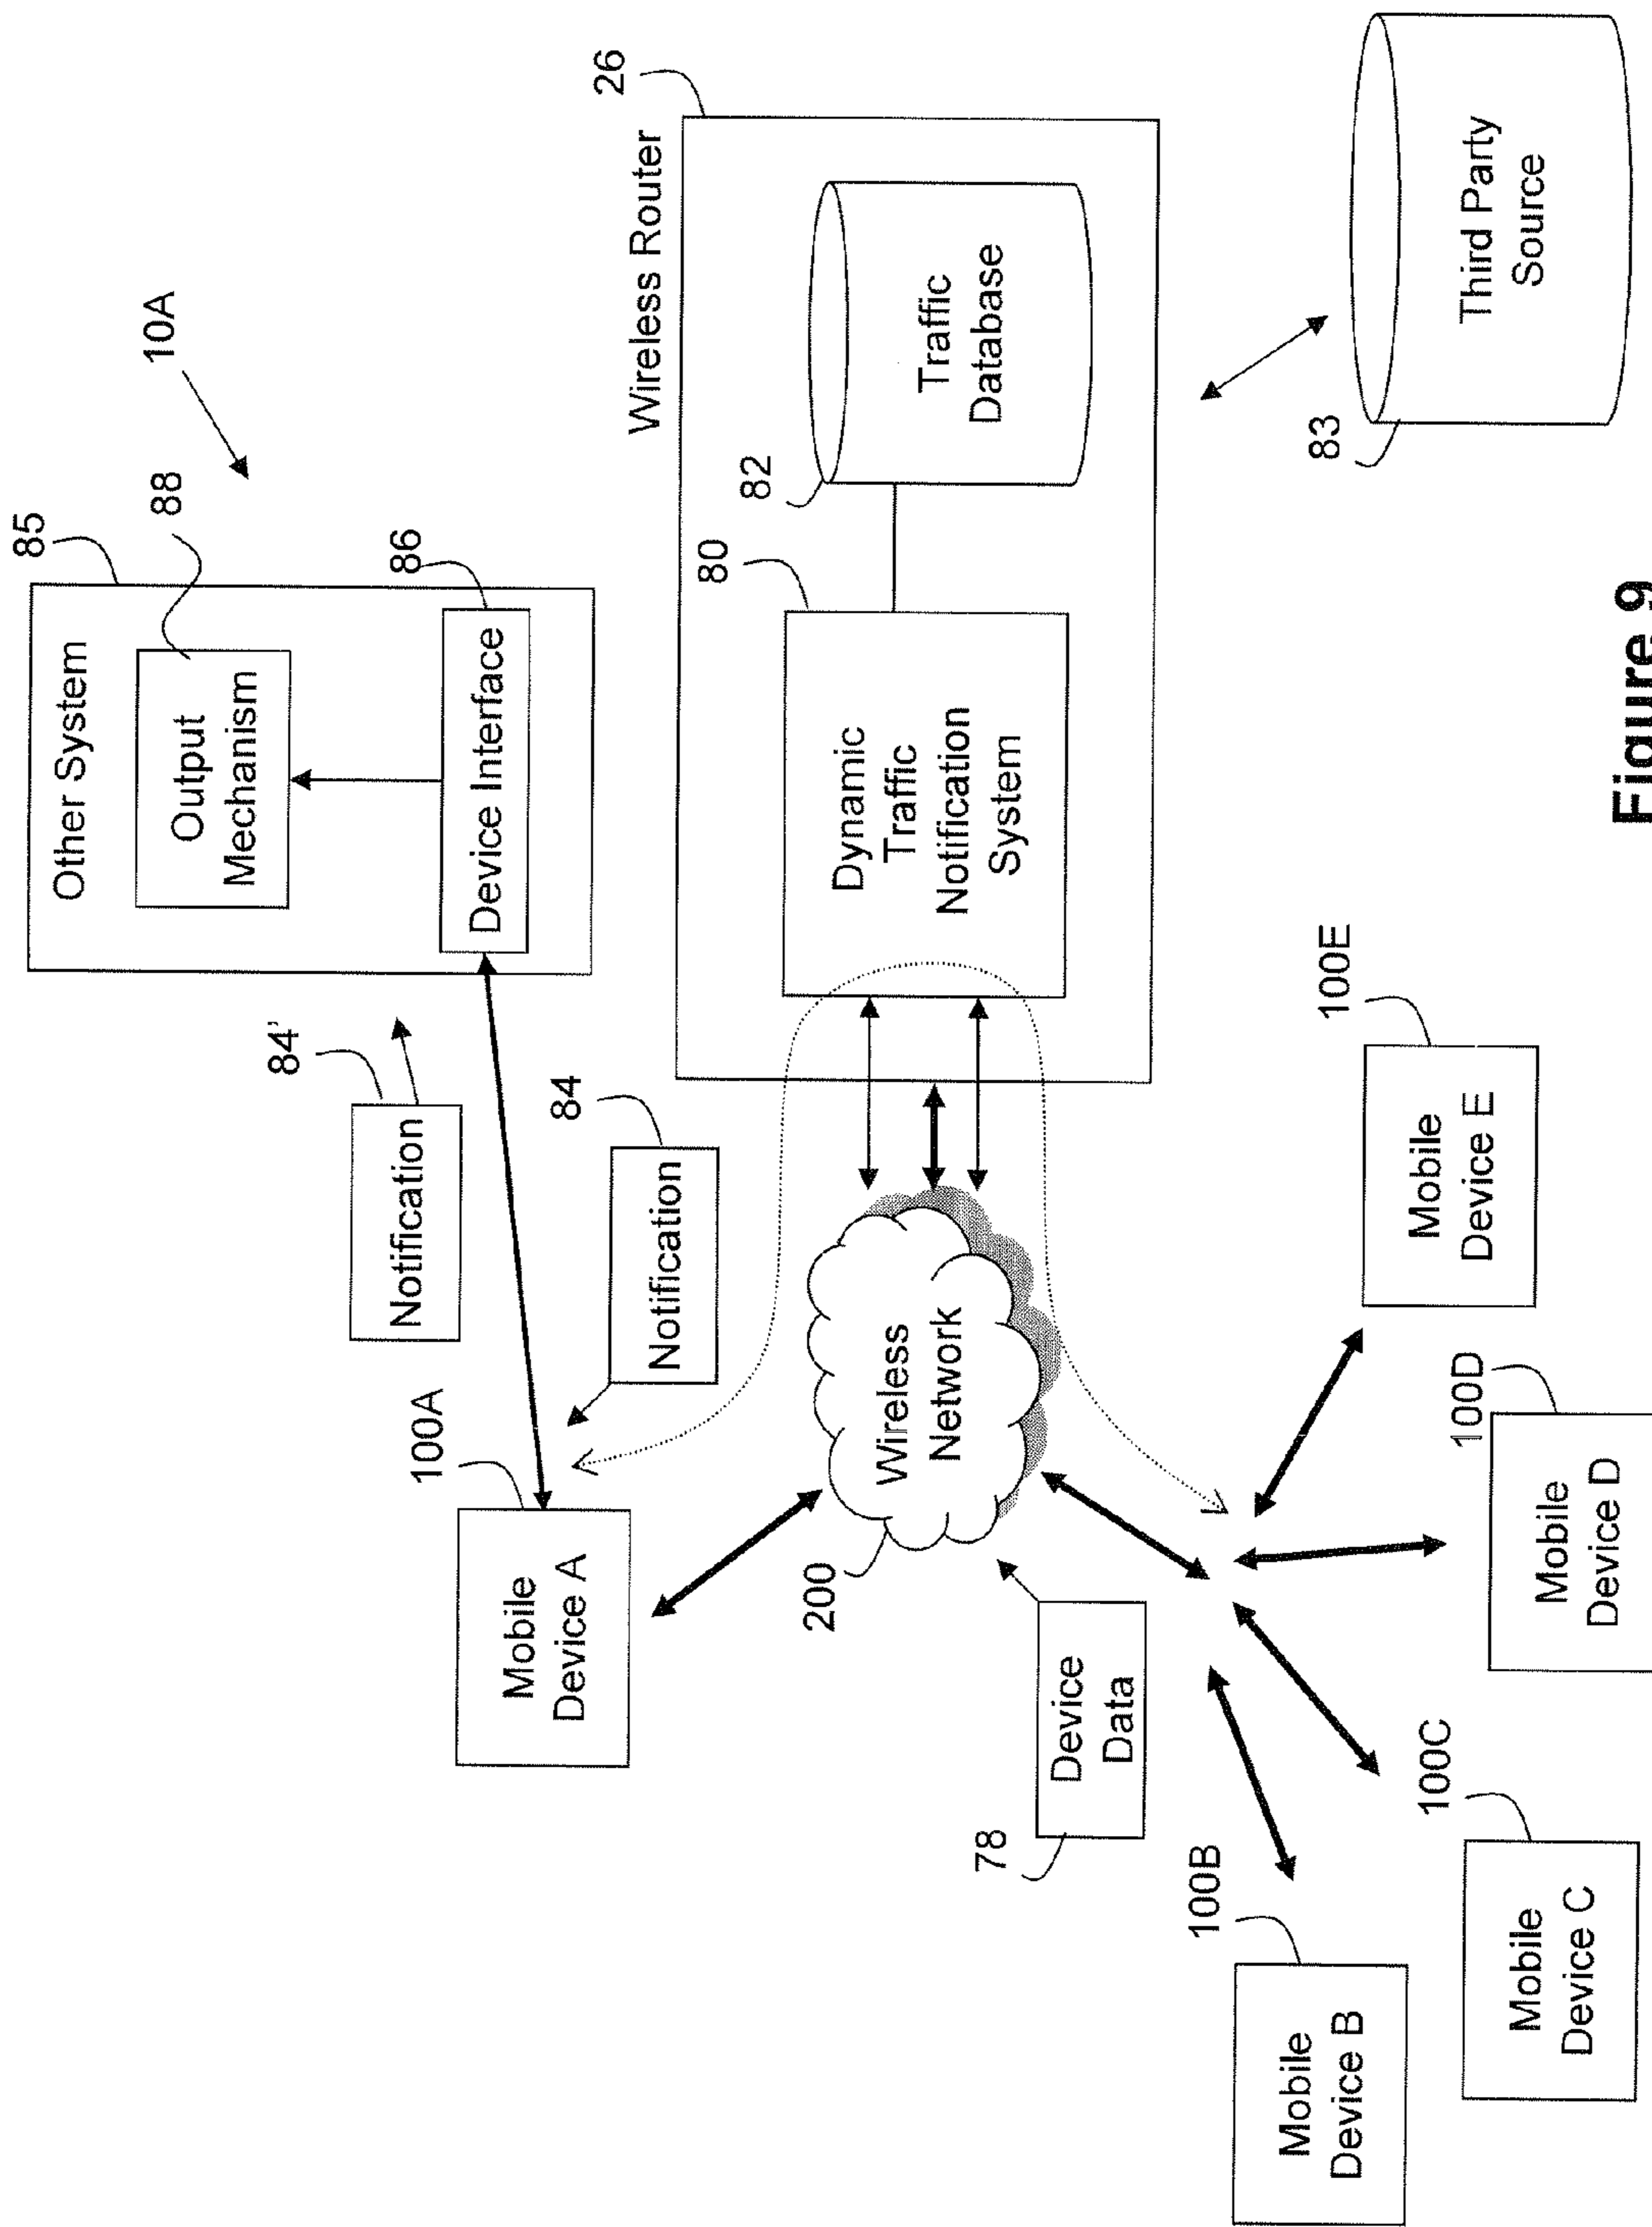 10A
85
Other System
88
Output
Mechanism
86
Device Interface
84'
Notification
84
Notification
100A
Mobile
Device A
26
Wireless Router
80
Dynamic
Traffic
Notification
System
82
Traffic
Database
83
Third Party
Source
200
Wireless
Network
78
Device
Data
100B
Mobile
Device B
100C
Mobile
Device C
100D
Mobile
Device D
100E
Mobile
Device E
Figure 9